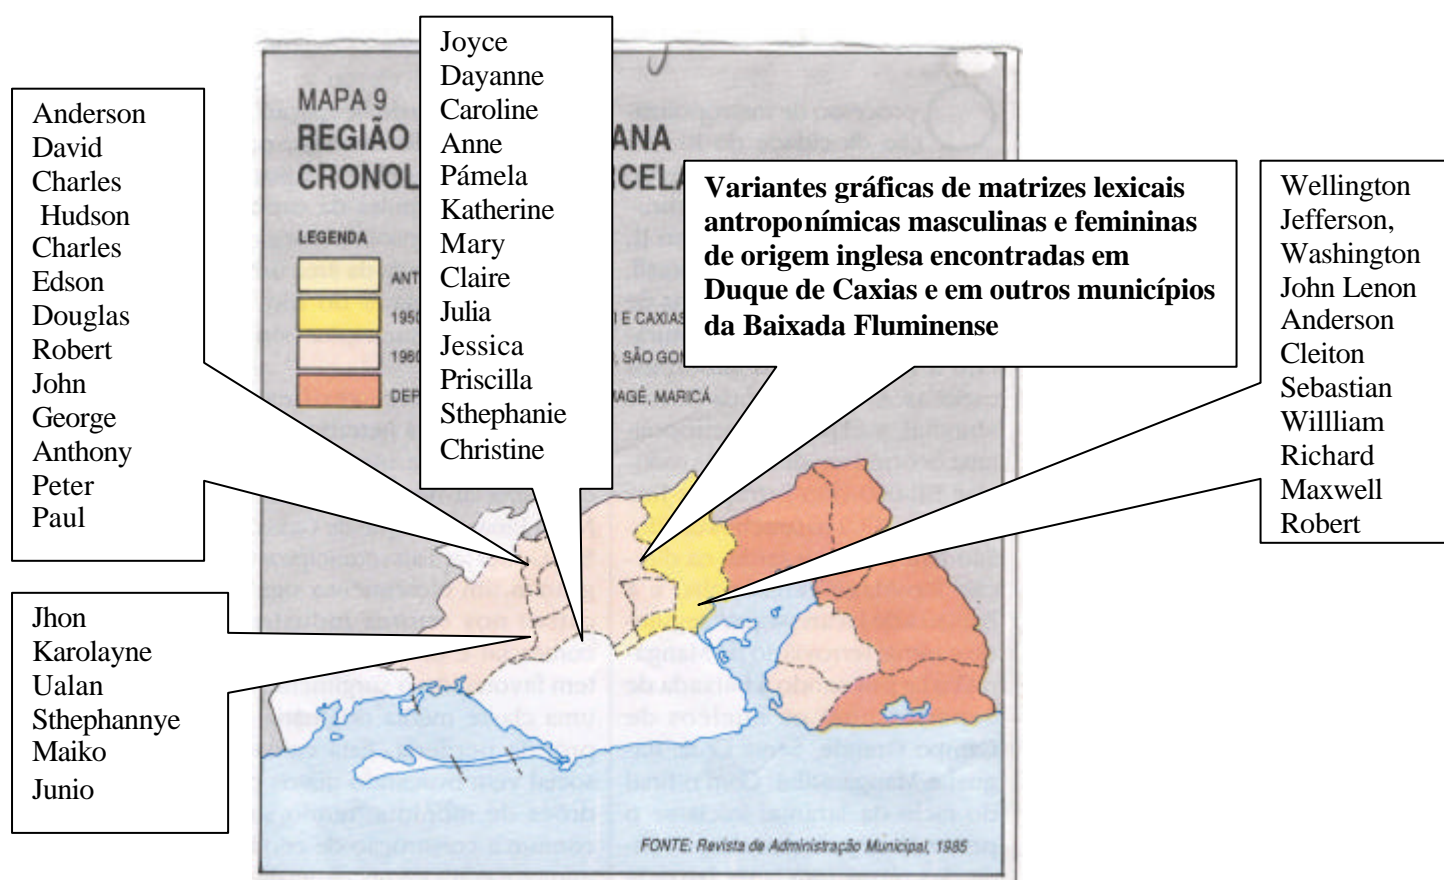 Joyce
Dayanne
Caroline
Anne
Pámela
Katherine
Mary
Claire
Julia
Jessica
Priscilla
Sthephanie
Christine
Anderson
David
Charles
Hudson
Charles
Edson
Douglas
Robert
John
George
Anthony
Peter
Paul
MAPA 9
REGIÃO ANA
CRONOL CELA
LEGENDA
ANT
1950 I E CAXIAS
1960 , SÃO GON
DEP MAGÉ, MARICÁ
Variantes gráficas de matrizes lexicais
antroponímicas masculinas e femininas
de origem inglesa encontradas em
Duque de Caxias e em outros municípios
da Baixada Fluminense
Wellington
Jefferson,
Washington
John Lenon
Anderson
Cleiton
Sebastian
Willliam
Richard
Maxwell
Robert
Jhon
Karolayne
Ualan
Sthephannye
Maiko
Junio
FONTE: Revista de Administração Municipal, 1985